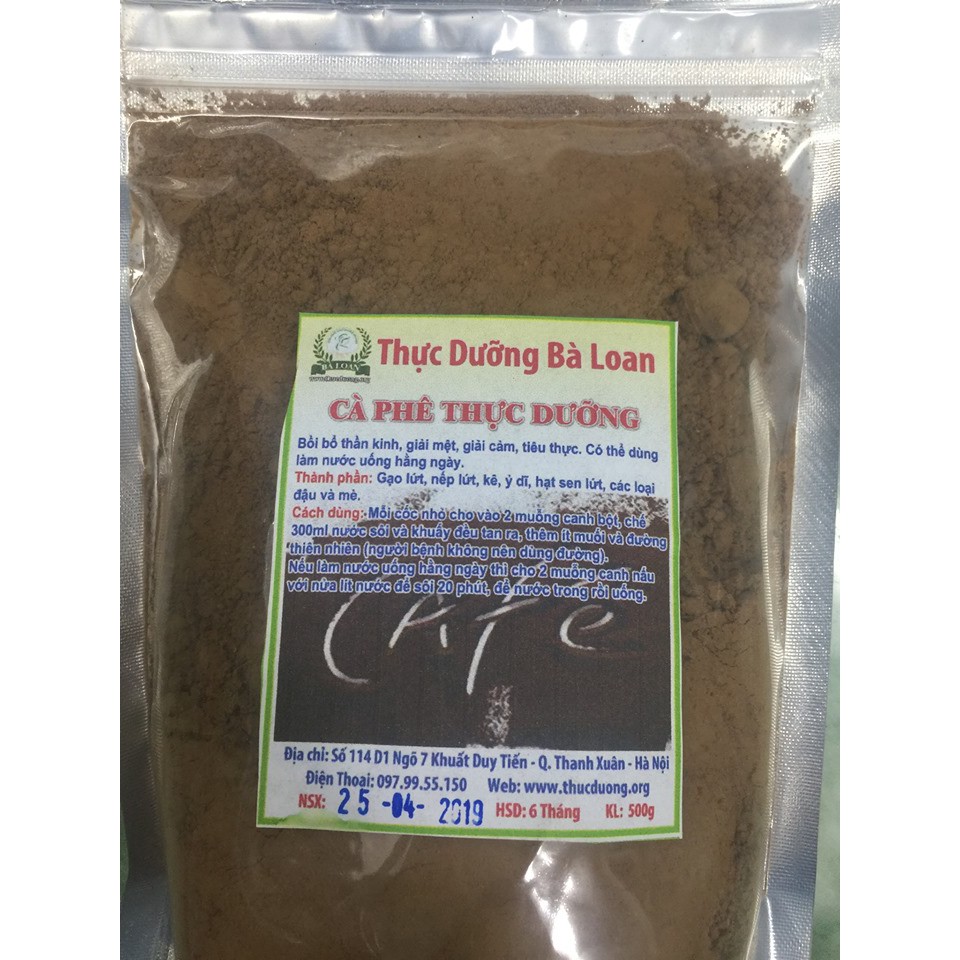 Thực Dưỡng Bà Loan
BÀ LOAN
www.thucduong.org
CÀ PHÊ THỰC DƯỠNG
Bồi bổ thần kinh, giải mệt, giải cảm, tiêu thực. Có thể dùng
làm nước uống hằng ngày.
Thành phần: Gạo lứt, nếp lứt, kê, ý dĩ, hạt sen lứt, các loại
đậu và mè.
Cách dùng: Mỗi cốc nhỏ cho vào 2 muỗng canh bột, chế
300ml nước sôi và khuấy đều tan ra, thêm ít muối và đường
thiên nhiên (người bệnh không nên dùng đường).
Nếu làm nước uống hằng ngày thì cho 2 muỗng canh nấu
với nửa lít nước để sôi 20 phút, để nước trong rồi uống.
CAfe
Địa chỉ: Số 114 D1 Ngõ 7 Khuất Duy Tiến - Q. Thanh Xuân - Hà Nội
Điện Thoại: 097.99.55.150 Web: www.thucduong.org
NSX: 25-04-2019 HSD: 6 Tháng KL: 500g